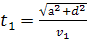 t₁ = √(a²+d²) / v₁